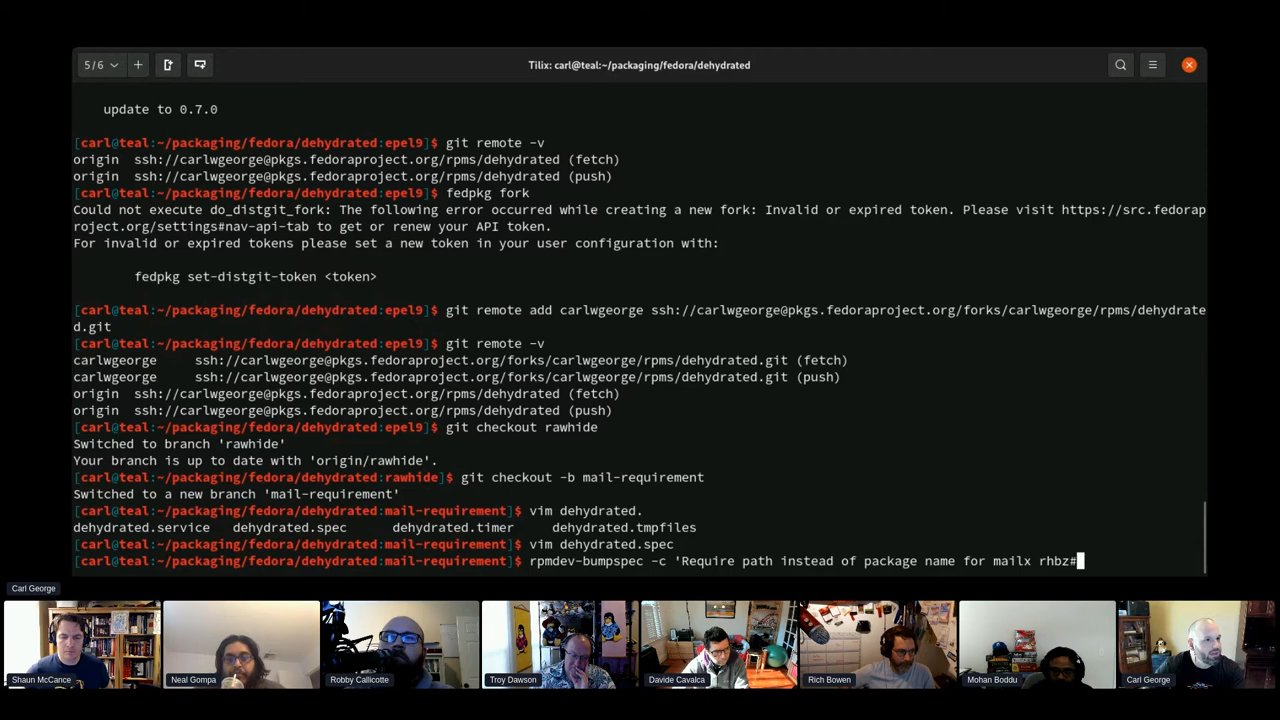 5/6
Tilix: carl@teal:~/packaging/fedora/dehydrated
update to 0.7.0
[carl@teal:~/packaging/fedora/dehydrated:epel9]$ git remote -v
origin  ssh://carlwgeorge@pkgs.fedoraproject.org/rpms/dehydrated (fetch)
origin  ssh://carlwgeorge@pkgs.fedoraproject.org/rpms/dehydrated (push)
[carl@teal:~/packaging/fedora/dehydrated:epel9]$ fedpkg fork
Could not execute do_distgit_fork: The following error occurred while creating a new fork: Invalid or expired token. Please visit https://src.fedorap
roject.org/settings#nav-api-tab to get or renew your API token.
For invalid or expired tokens please set a new token in your user configuration with:
fedpkg set-distgit-token <token>
[carl@teal:~/packaging/fedora/dehydrated:epel9]$ git remote add carlwgeorge ssh://carlwgeorge@pkgs.fedoraproject.org/forks/carlwgeorge/rpms/dehydrate
d.git
[carl@teal:~/packaging/fedora/dehydrated:epel9]$ git remote -v
carlwgeorge     ssh://carlwgeorge@pkgs.fedoraproject.org/forks/carlwgeorge/rpms/dehydrated.git (fetch)
carlwgeorge     ssh://carlwgeorge@pkgs.fedoraproject.org/forks/carlwgeorge/rpms/dehydrated.git (push)
origin  ssh://carlwgeorge@pkgs.fedoraproject.org/rpms/dehydrated (fetch)
origin  ssh://carlwgeorge@pkgs.fedoraproject.org/rpms/dehydrated (push)
[carl@teal:~/packaging/fedora/dehydrated:epel9]$ git checkout rawhide
Switched to branch 'rawhide'
Your branch is up to date with 'origin/rawhide'.
[carl@teal:~/packaging/fedora/dehydrated:rawhide]$ git checkout -b mail-requirement
Switched to a new branch 'mail-requirement'
[carl@teal:~/packaging/fedora/dehydrated:mail-requirement]$ vim dehydrated.
dehydrated.service   dehydrated.spec      dehydrated.timer     dehydrated.tmpfiles
[carl@teal:~/packaging/fedora/dehydrated:mail-requirement]$ vim dehydrated.spec
[carl@teal:~/packaging/fedora/dehydrated:mail-requirement]$ rpmdev-bumpspec -c 'Require path instead of package name for mailx rhbz#
Carl George
Shaun McCance
Neal Gompa
Robby Callicotte
Troy Dawson
Davide Cavalca
Rich Bowen
Mohan Boddu
Carl George